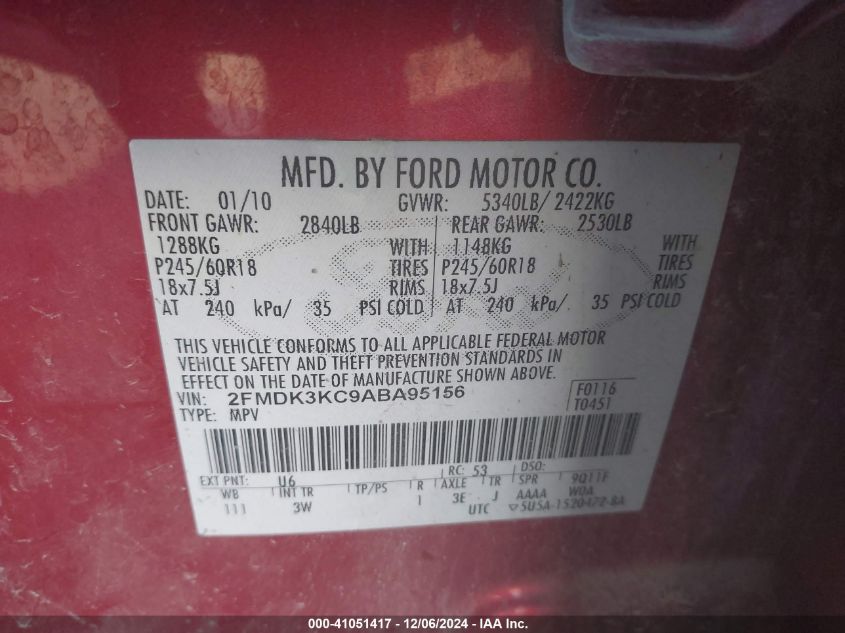 MFD. BY FORD MOTOR CO.
DATE: 01/10 GVWR: 5340LB/ 2422KG
FRONT GAWR: 2840LB REAR GAWR: 2530LB
1288KG WITH 1148KG WITH
P245/60R18 TIRES P245/60R18 TIRES
18x7.5J RIMS 18x7.5J RIMS
AT 240 kPa/ 35 PSI COLD AT 240 kPa/ 35 PSI COLD
THIS VEHICLE CONFORMS TO ALL APPLICABLE FEDERAL MOTOR
VEHICLE SAFETY AND THEFT PREVENTION STANDARDS IN
EFFECT ON THE DATE OF MANUFACTURE SHOWN ABOVE.
VIN: 2FMDK3KC9ABA95156 F0116
TYPE: MPV T0451
EXT PNT: U6 RC: 53 DSO:
WB INT TR TP/PS R AXLE TR SPR 9Q11F
111 3W I 3E J AAAA W0A
UTC
000-41051417 - 12/06/2024 - IAA Inc.